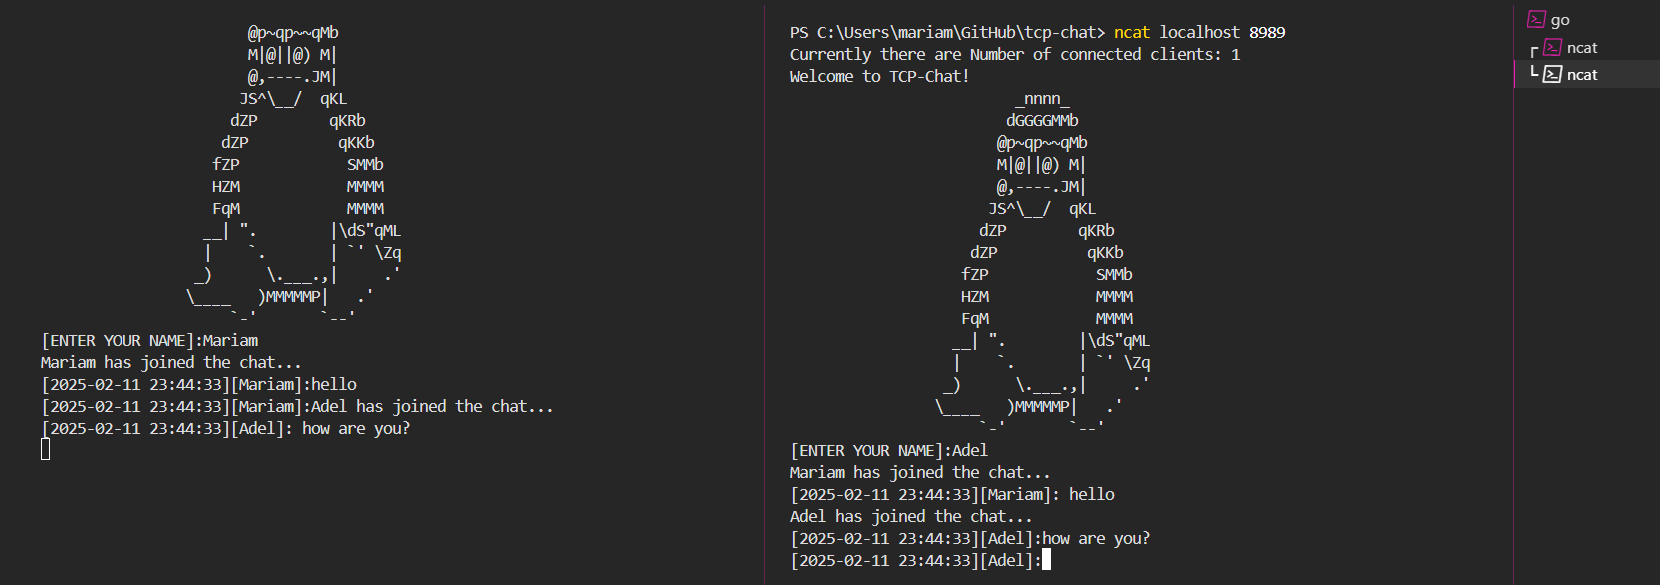 @p~qp~~qMb
           M|@||@) M|
           @,----.JM|
          JS^\__/  qKL
         dZP        qKRb
        dZP          qKKb
       fZP            SMMb
       HZM            MMMM
       FqM            MMMM
      __| ".        |\dS"qML
      |    `.       | `' \Zq
     _)      \.___.,|     .'
    \____   )MMMMMP|   .'
         `-'       `--'
[ENTER YOUR NAME]:Mariam
Mariam has joined the chat...
[2025-02-11 23:44:33][Mariam]:hello
[2025-02-11 23:44:33][Mariam]:Adel has joined the chat...
[2025-02-11 23:44:33][Adel]: how are you?
PS C:\Users\mariam\GitHub\tcp-chat> ncat localhost 8989
Currently there are Number of connected clients: 1
Welcome to TCP-Chat!
             _nnnn_
            dGGGGMMb
           @p~qp~~qMb
           M|@||@) M|
           @,----.JM|
          JS^\__/  qKL
         dZP        qKRb
        dZP          qKKb
       fZP            SMMb
       HZM            MMMM
       FqM            MMMM
      __| ".        |\dS"qML
      |    `.       | `' \Zq
     _)      \.___.,|     .'
    \____   )MMMMMP|   .'
         `-'       `--'
[ENTER YOUR NAME]:Adel
Mariam has joined the chat...
[2025-02-11 23:44:33][Mariam]: hello
Adel has joined the chat...
[2025-02-11 23:44:33][Adel]:how are you?
[2025-02-11 23:44:33][Adel]:
go
ncat
ncat